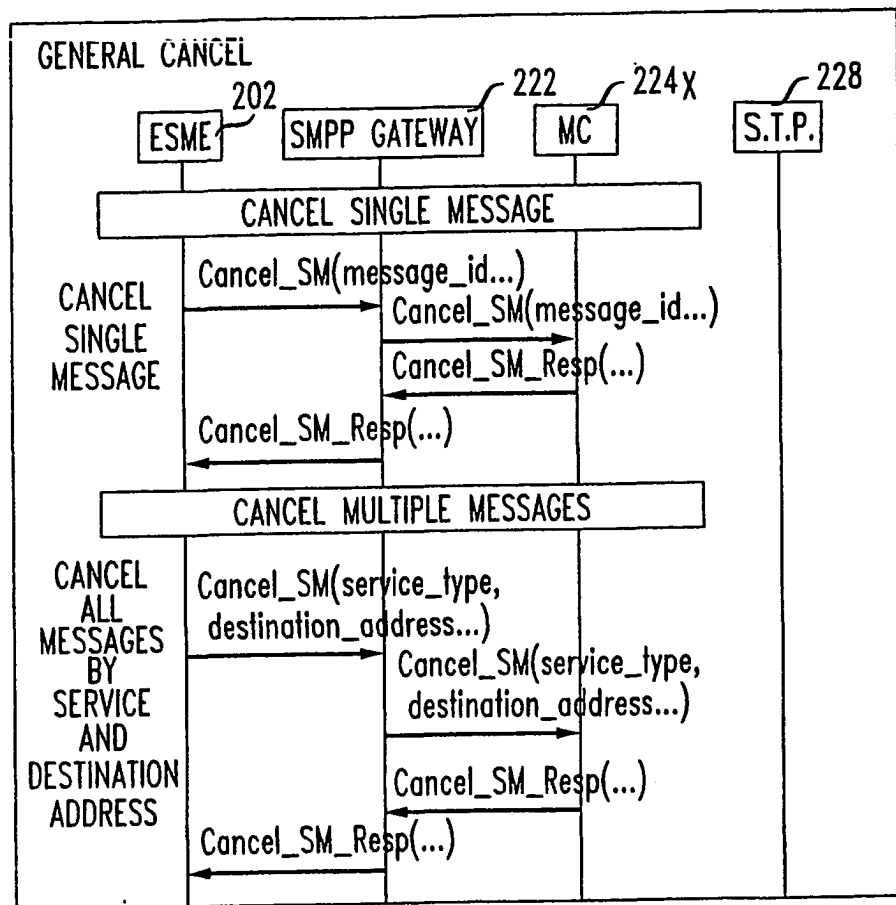 GENERAL CANCEL
202
222
224X
228
ESME
SMPP GATEWAY
MC
S.T.P.
CANCEL SINGLE MESSAGE
CANCEL
SINGLE
MESSAGE
Cancel_SM(message_id...)
Cancel_SM(message_id...)
Cancel_SM_Resp(...)
Cancel_SM_Resp(...)
CANCEL MULTIPLE MESSAGES
CANCEL
ALL
MESSAGES
BY
SERVICE
AND
DESTINATION
ADDRESS
Cancel_SM(service_type,
destination_address...)
Cancel_SM(service_type,
destination_address...)
Cancel_SM_Resp(...)
Cancel_SM_Resp(...)